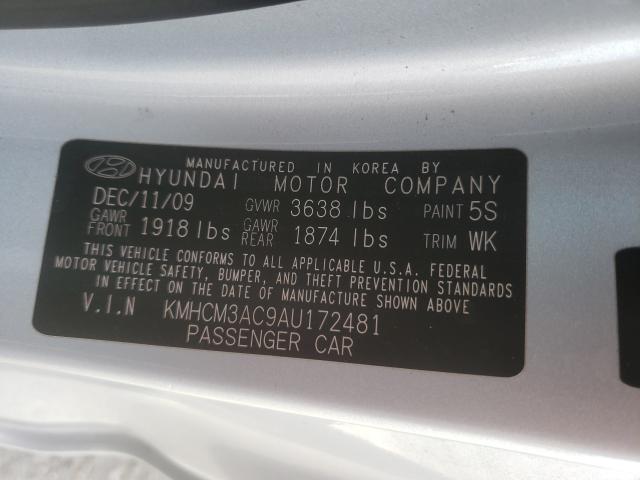 MANUFACTURED IN KOREA BY
HYUNDAI MOTOR COMPANY
DEC/11/09 GVWR 3638 lbs PAINT 5S
GAWR FRONT 1918 lbs GAWR REAR 1874 lbs TRIM WK
THIS VEHICLE CONFORMS TO ALL APPLICABLE U.S.A. FEDERAL
MOTOR VEHICLE SAFETY, BUMPER, AND THEFT PREVENTION STANDARDS
IN EFFECT ON THE DATE OF MANUFACTURE SHOWN ABOVE
V.I.N KMHCM3AC9AU172481
PASSENGER CAR